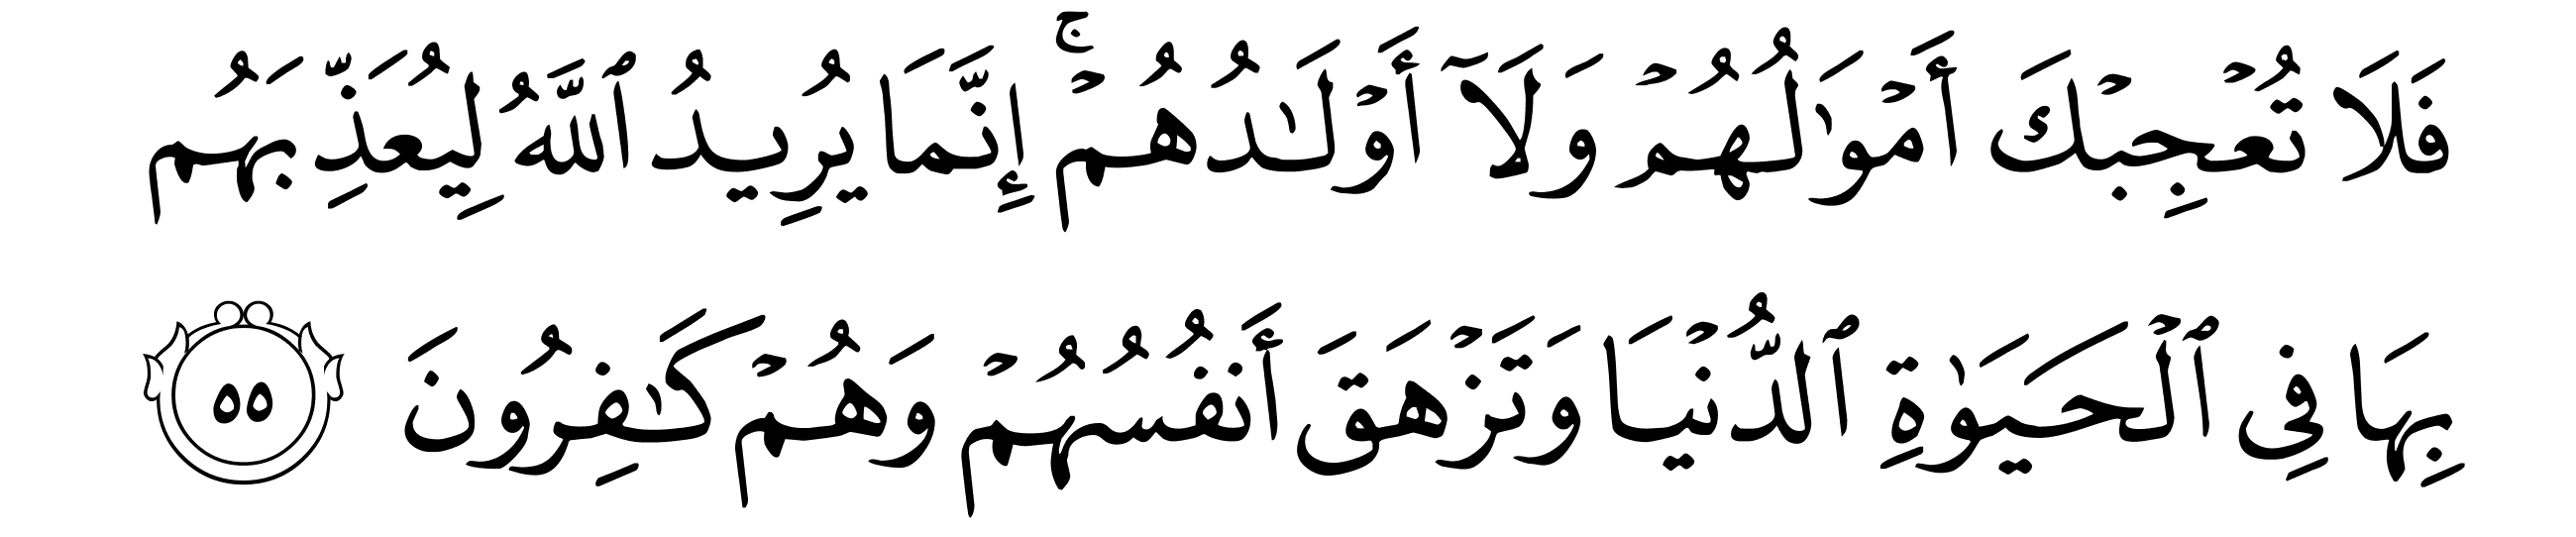 فَلَا تُعۡجِبۡكَ أَمۡوَٰلُهُمۡ وَلَآ أَوۡلَٰدُهُمۡۚ إِنَّمَا يُرِيدُ ٱللَّهُ لِيُعَذِّبَهُم
بِهَا فِي ٱلۡحَيَوٰةِ ٱلدُّنۡيَا وَتَزۡهَقَ أَنفُسُهُمۡ وَهُمۡ كَٰفِرُونَ ٥٥